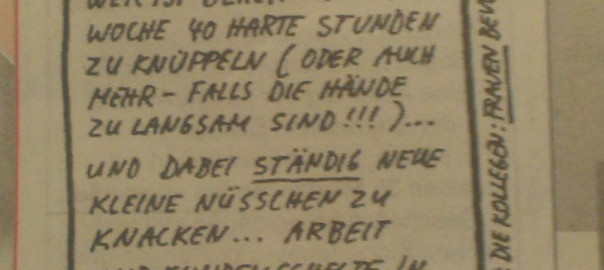 WOCHE 40 HARTE STUNDEN
ZU KNÜPPELN (ODER AUCH
MEHR - FALLS DIE HÄNDE
ZU LANGSAM SIND!!!)...
UND DABEI STÄNDIG NEUE
KLEINE NÜSSCHEN ZU
KNACKEN... ARBEIT
DIE KOLLEGEN: FRAUEN